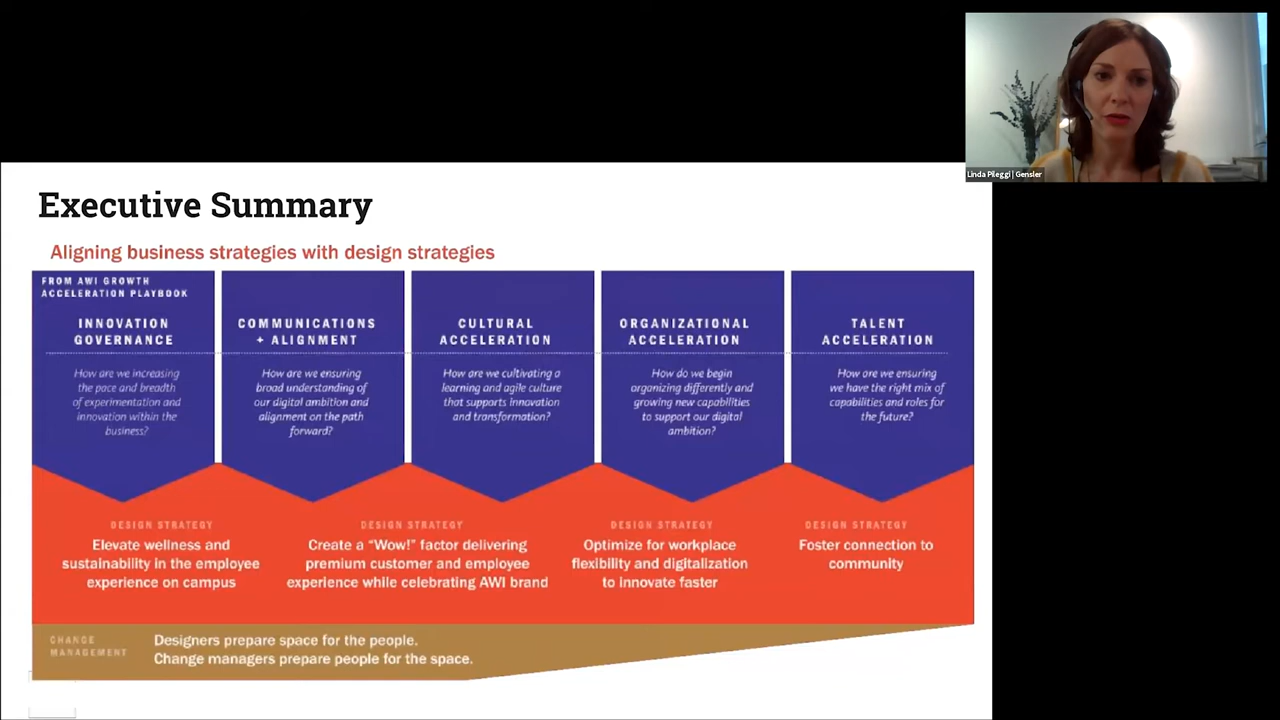 Linda Pileggi | Gensler
Executive Summary
Aligning business strategies with design strategies
FROM AWI GROWTH
ACCELERATION PLAYBOOK
INNOVATION
GOVERNANCE
How are we increasing
the pace and breadth
of experimentation and
innovation within the
business?
COMMUNICATIONS
+ ALIGNMENT
How are we ensuring
broad understanding of
our digital ambition and
alignment on the path
forward?
CULTURAL
ACCELERATION
How are we cultivating a
learning and agile culture
that supports innovation
and transformation?
ORGANIZATIONAL
ACCELERATION
How do we begin
organizing differently and
growing new capabilities
to support our digital
ambition?
TALENT
ACCELERATION
How are we ensuring
we have the right mix of
capabilities and roles for
the future?
DESIGN STRATEGY
Elevate wellness and
sustainability in the employee
experience on campus
DESIGN STRATEGY
Create a “Wow!” factor delivering
premium customer and employee
experience while celebrating AWI brand
DESIGN STRATEGY
Optimize for workplace
flexibility and digitalization
to innovate faster
DESIGN STRATEGY
Foster connection to
community
CHANGE
MANAGEMENT
Designers prepare space for the people.
Change managers prepare people for the space.